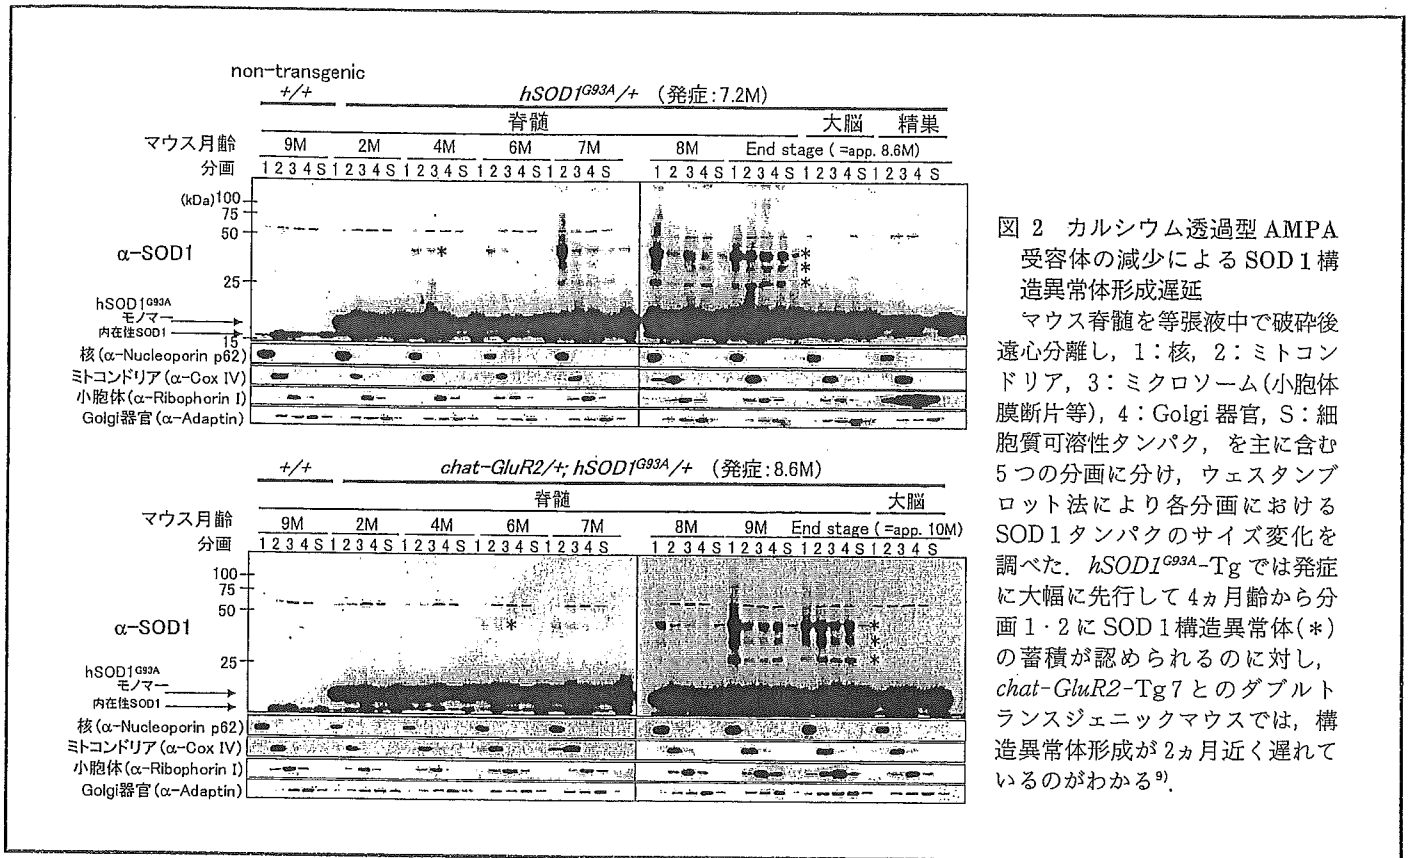 non-transgenic
+/+ hSOD1G93A/+ (発症:7.2M)
脊髄 大脳 精巣
マウス月齢 9M 2M 4M 6M 7M 8M End stage ( =app. 8.6M)
分画 1 2 3 4 S 1 2 3 4 S 1 2 3 4 S 1 2 3 4 S 1 2 3 4 S 1 2 3 4 S 1 2 3 4 S 1 2 3 4 S 1 2 3 4 S
(kDa)100
75
50
α-SOD1
*
*
*
*
25
hSOD1G93A
モノマー
内在性SOD1
15
核(α-Nucleoporin p62)
ミトコンドリア(α-Cox IV)
小胞体(α-Ribophorin I)
Golgi器官(α-Adaptin)
+/+ chat-GluR2/+; hSOD1G93A/+ (発症:8.6M)
脊髄 大脳
マウス月齢 9M 2M 4M 6M 7M 8M 9M End stage ( =app. 10M)
分画 1 2 3 4 S 1 2 3 4 S 1 2 3 4 S 1 2 3 4 S 1 2 3 4 S 1 2 3 4 S 1 2 3 4 S 1 2 3 4 S 1 2 3 4 S
100
75
50
α-SOD1
*
*
*
*
25
hSOD1G93A
モノマー
内在性SOD1
核(α-Nucleoporin p62)
ミトコンドリア(α-Cox IV)
小胞体(α-Ribophorin I)
Golgi器官(α-Adaptin)
図 2 カルシウム透過型 AMPA
受容体の減少による SOD 1 構
造異常体形成遅延
マウス脊髄を等張液中で破砕後
遠心分離し，1：核，2：ミトコン
ドリア，3：ミクロソーム(小胞体
膜断片等)，4：Golgi 器官，S：細
胞質可溶性タンパク，を主に含む
5 つの分画に分け，ウェスタンブ
ロット法により各分画における
SOD 1 タンパクのサイズ変化を
調べた．hSOD1G93A-Tg では発症
に大幅に先行して 4ヵ月齢から分
画 1・2 に SOD 1 構造異常体(*)
の蓄積が認められるのに対し，
chat-GluR2-Tg 7 とのダブルト
ランスジェニックマウスでは，構
造異常体形成が 2ヵ月近く遅れて
いるのがわかる9)．